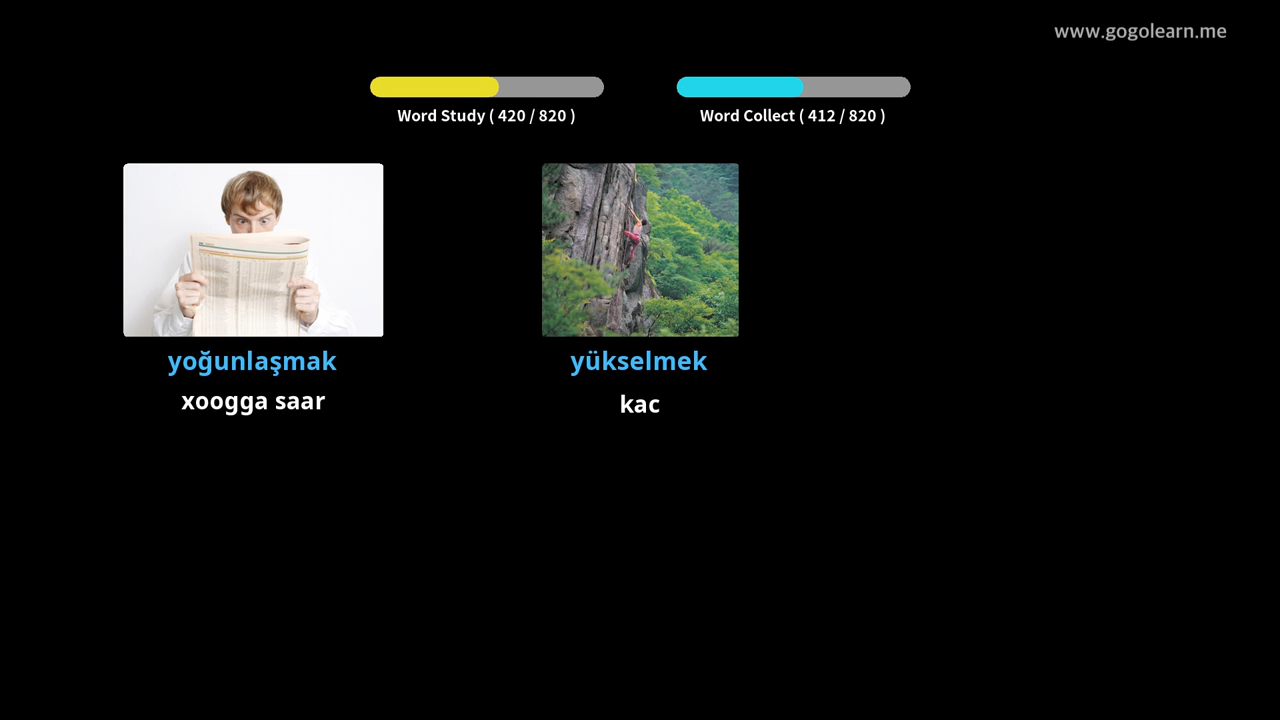 www.gogolearn.me
Word Study ( 420 / 820 )
Word Collect ( 412 / 820 )
yoğunlaşmak
xoogga saar
yükselmek
kac